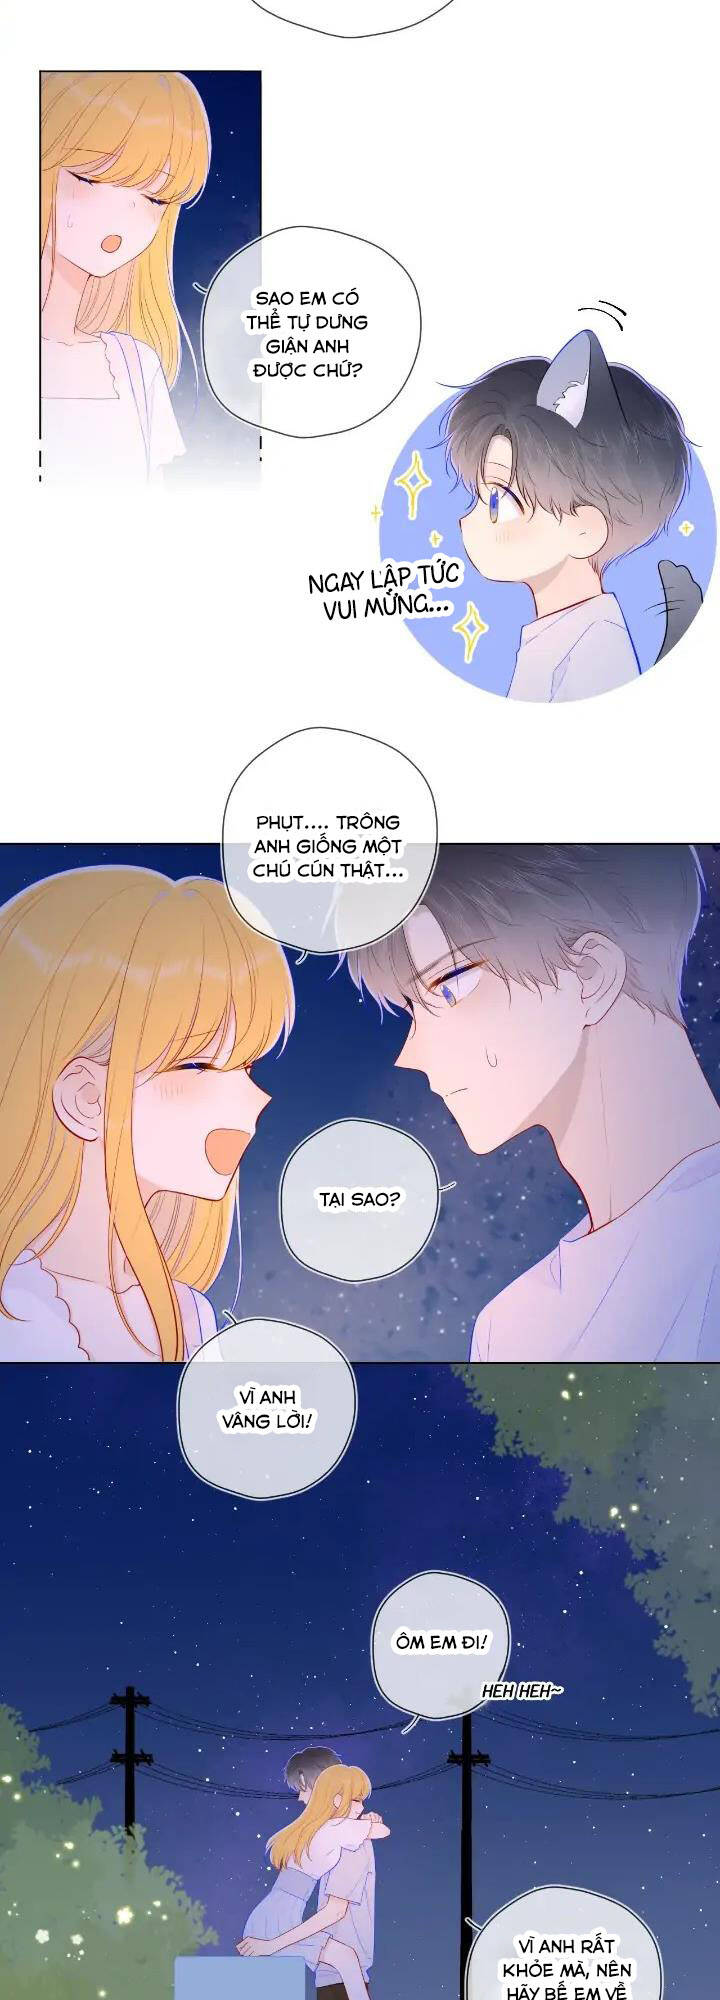 SAO EM CÓ
THỂ TỰ DƯNG
GIẬN ANH
ĐƯỢC CHỨ?
NGAY LẬP TỨC
VUI MỪNG...
PHỤT.... TRÔNG
ANH GIỐNG MỘT
CHÚ CÚN THẬT...
TẠI SAO?
VÌ ANH
VÂNG LỜI!
ÔM EM ĐI!
HEH HEH~
VÌ ANH RẤT
KHỎE MÀ, NÊN
HÃY BẾ EM VỀ